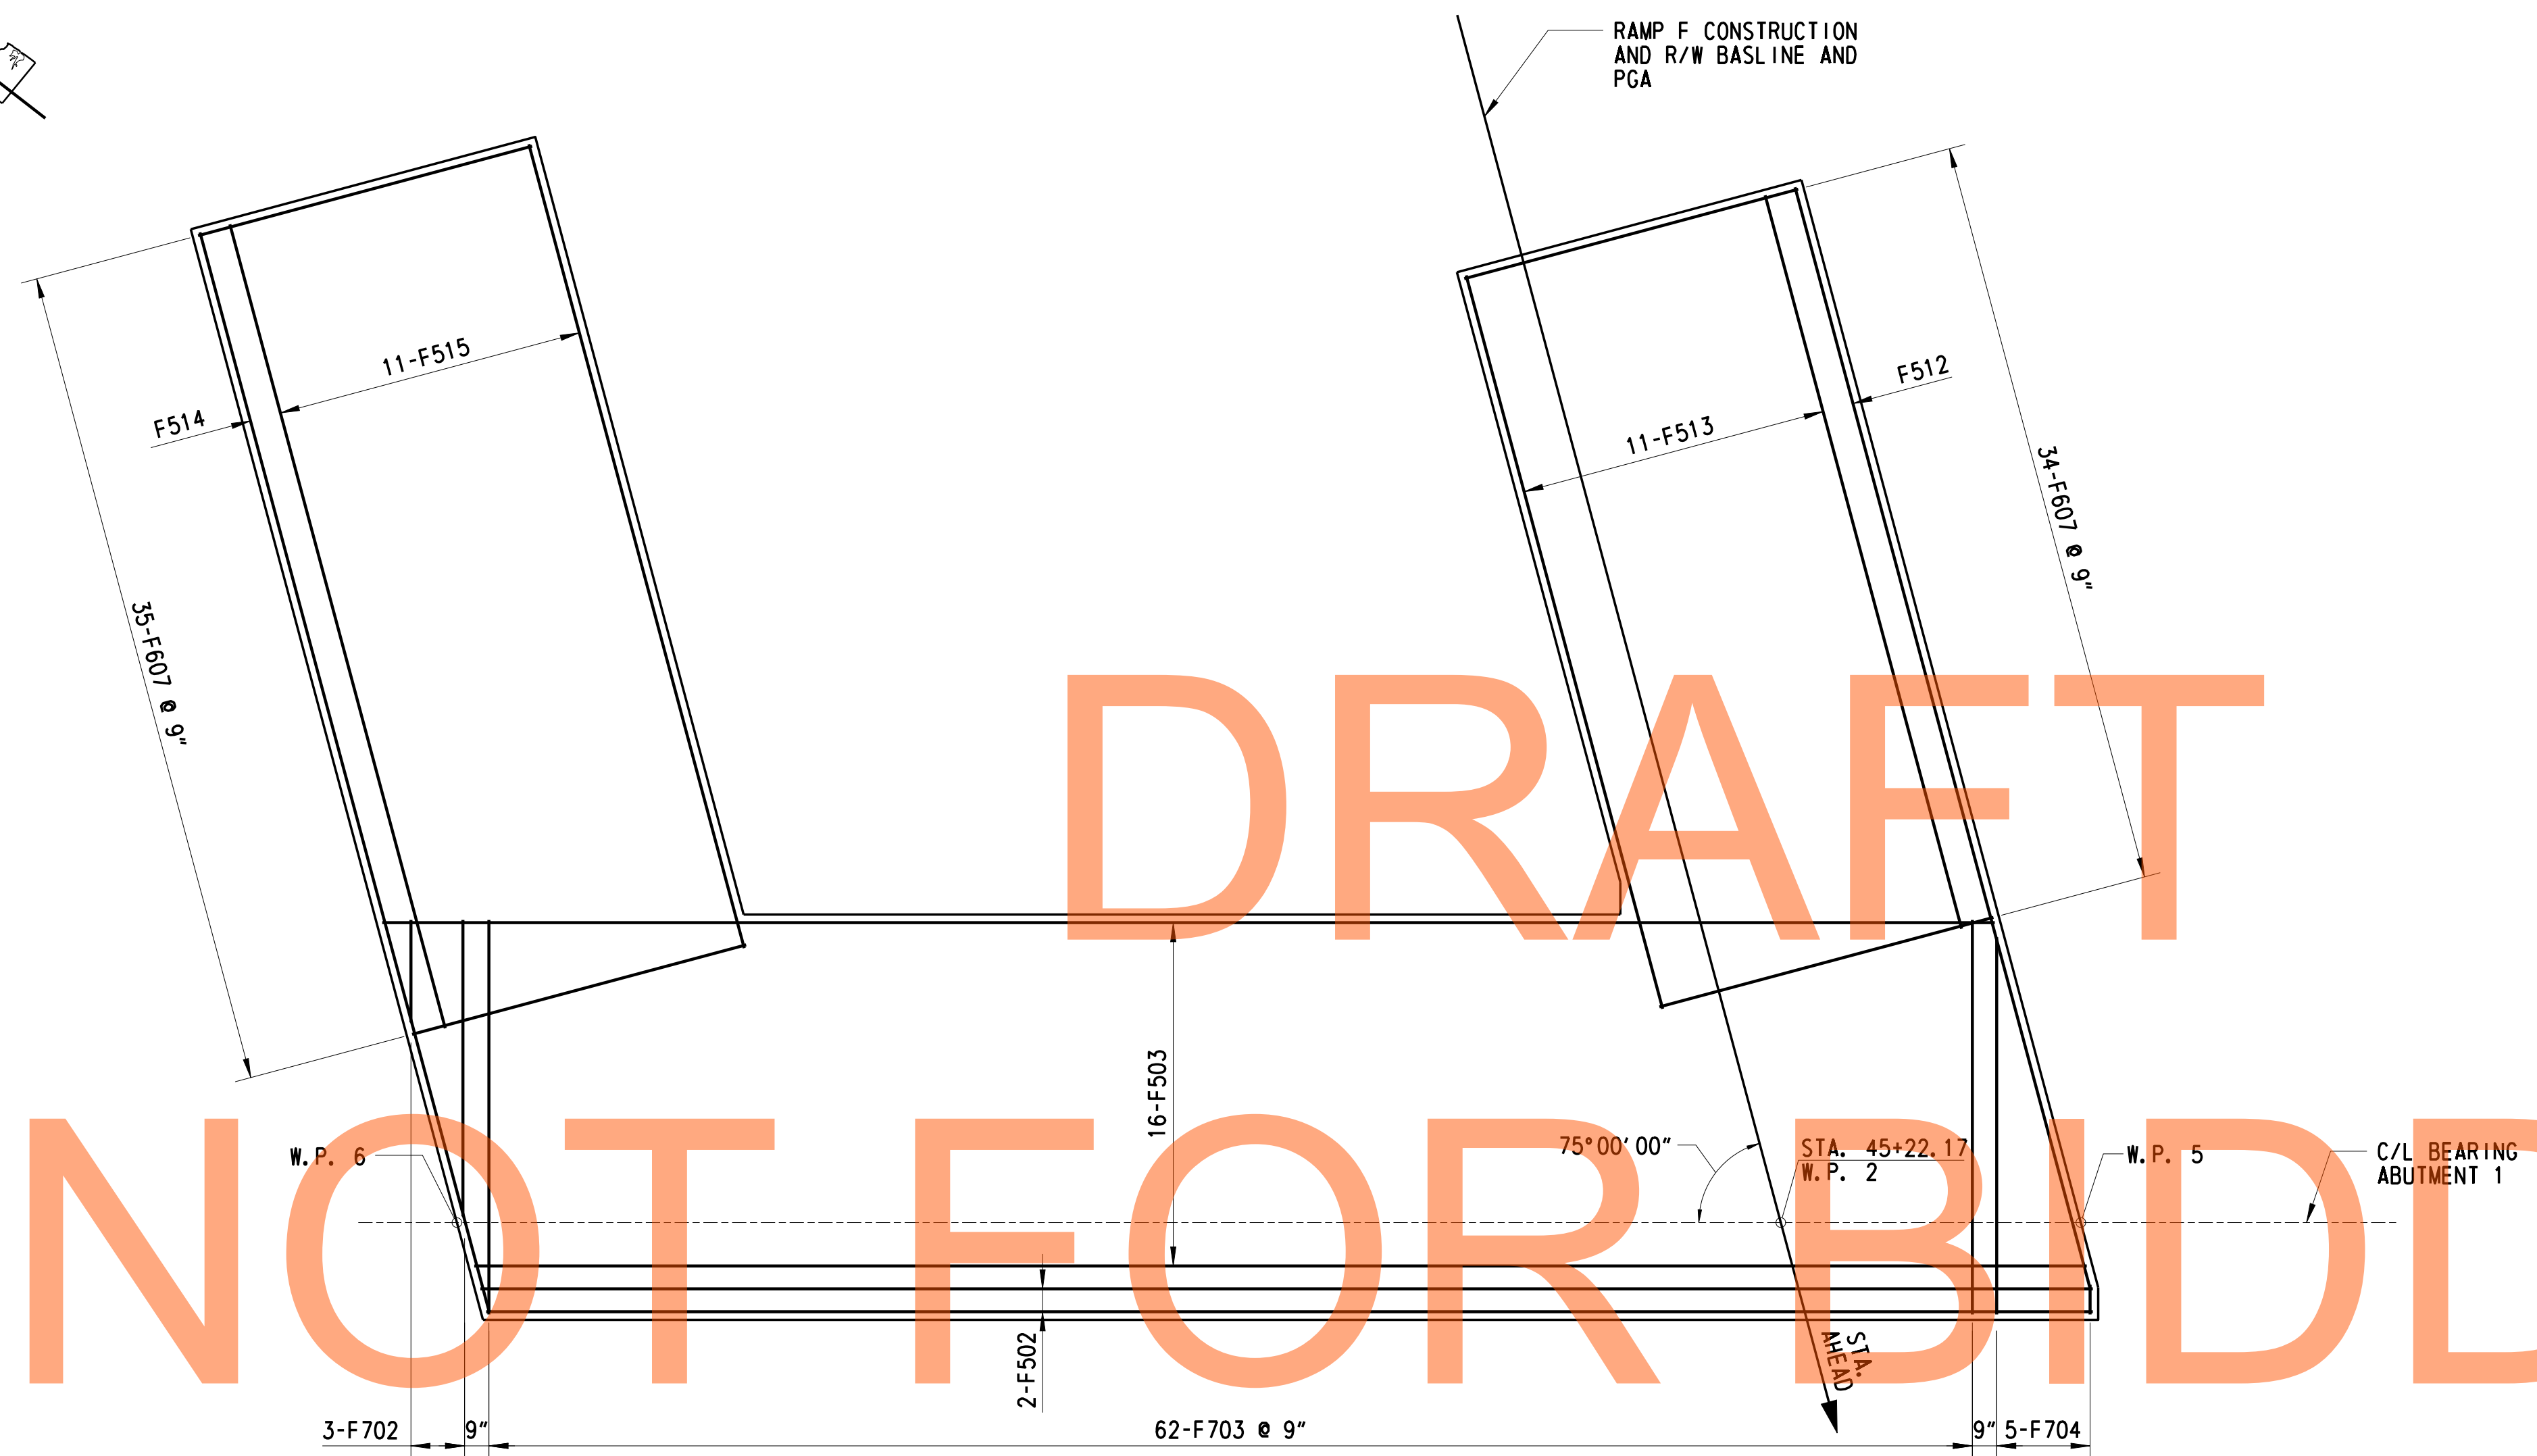 RAMP F CONSTRUCTION
AND R/W BASLINE AND
PGA
11-F515
F514
F512
11-F513
34-F607 @ 9"
35-F607 @ 9"
DRAFT
16-F503
W.P. 6
75°00'00"
STA. 45+22.17
W.P. 2
W.P. 5
C/L BEARING
ABUTMENT 1
NOT FOR BIDD
2-F502
STA.
AHEAD
3-F702
9"
62-F703 @ 9"
9"
5-F704